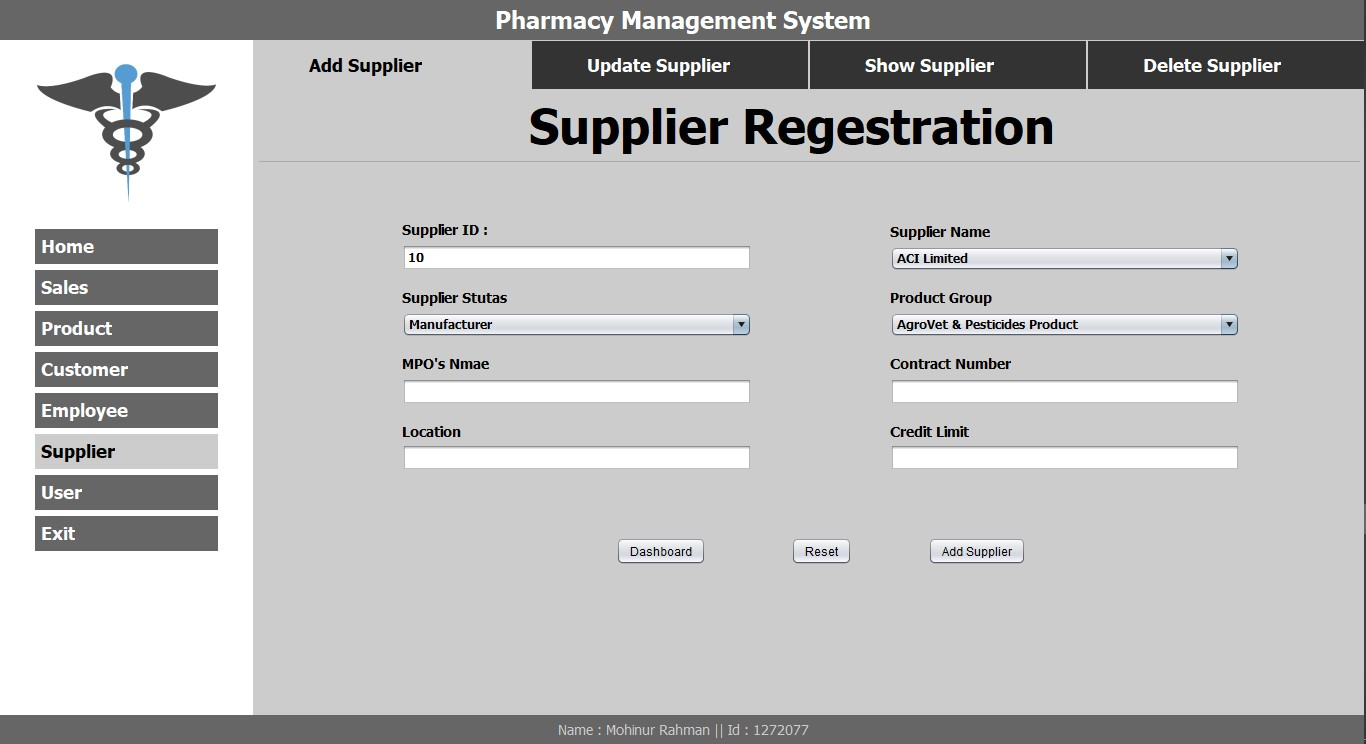 Pharmacy Management System
Add Supplier Update Supplier Show Supplier Delete Supplier
Supplier Regestration
Home
Sales
Product
Customer
Employee
Supplier
User
Exit
Supplier ID : Supplier Name
10 ACI Limited
Supplier Stutas Product Group
Manufacturer AgroVet & Pesticides Product
MPO's Nmae Contract Number
Location Credit Limit
Dashboard Reset Add Supplier
Name : Mohinur Rahman || Id : 1272077